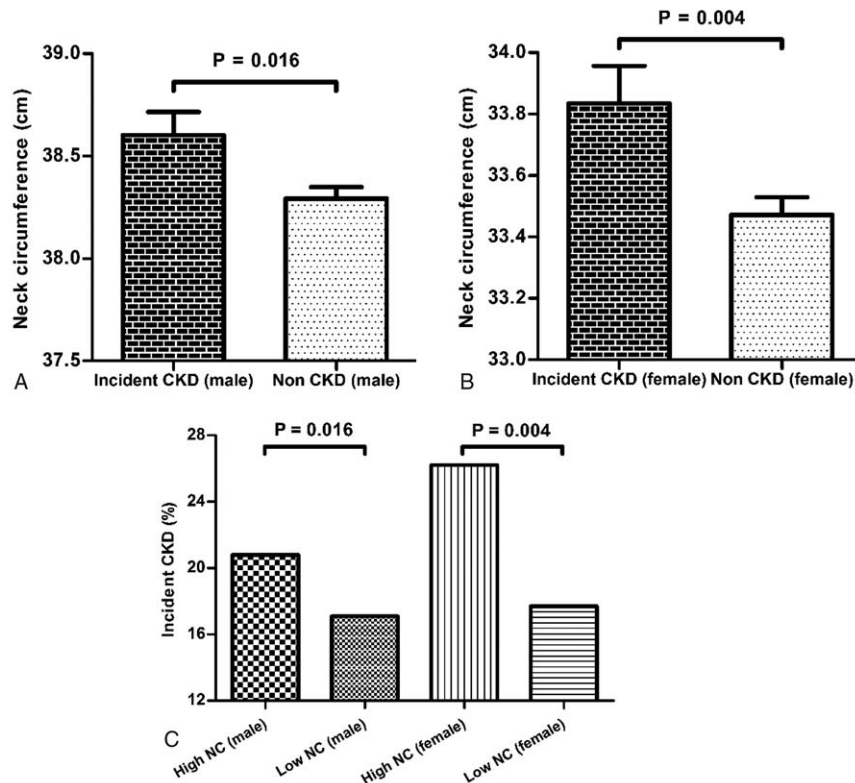 39.0
38.5
38.0
37.5
Neck circumference (cm)
P = 0.016
Incident CKD (male) Non CKD (male)
A
34.0
33.8
33.6
33.4
33.2
33.0
Neck circumference (cm)
P = 0.004
Incident CKD (female) Non CKD (female)
B
28
24
20
16
12
Incident CKD (%)
P = 0.016
P = 0.004
High NC (male)
Low NC (male)
High NC (female)
Low NC (female)
C